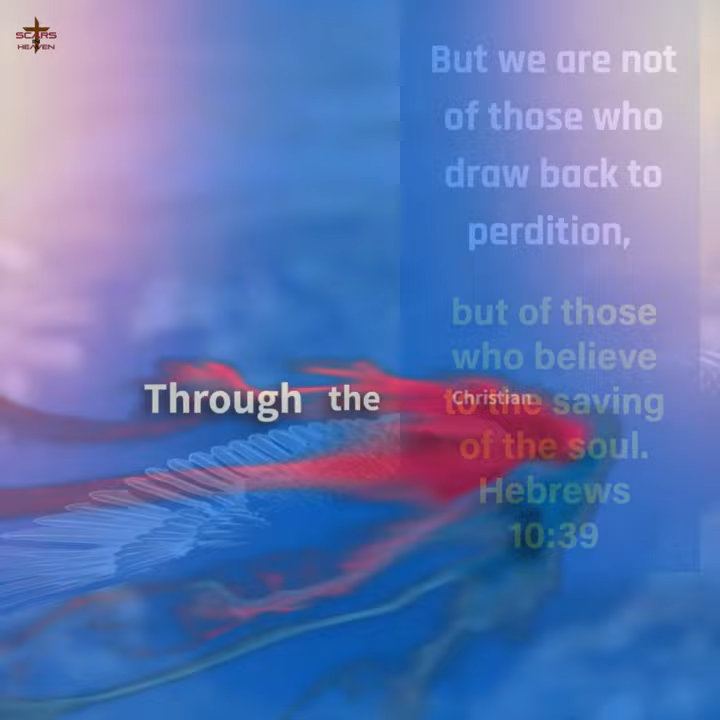 SCARS
HEAVEN
But we are not
of those who
draw back to
perdition,
but of those
who believe
to the saving
of the soul.
Hebrews
10:39
Through the Christian